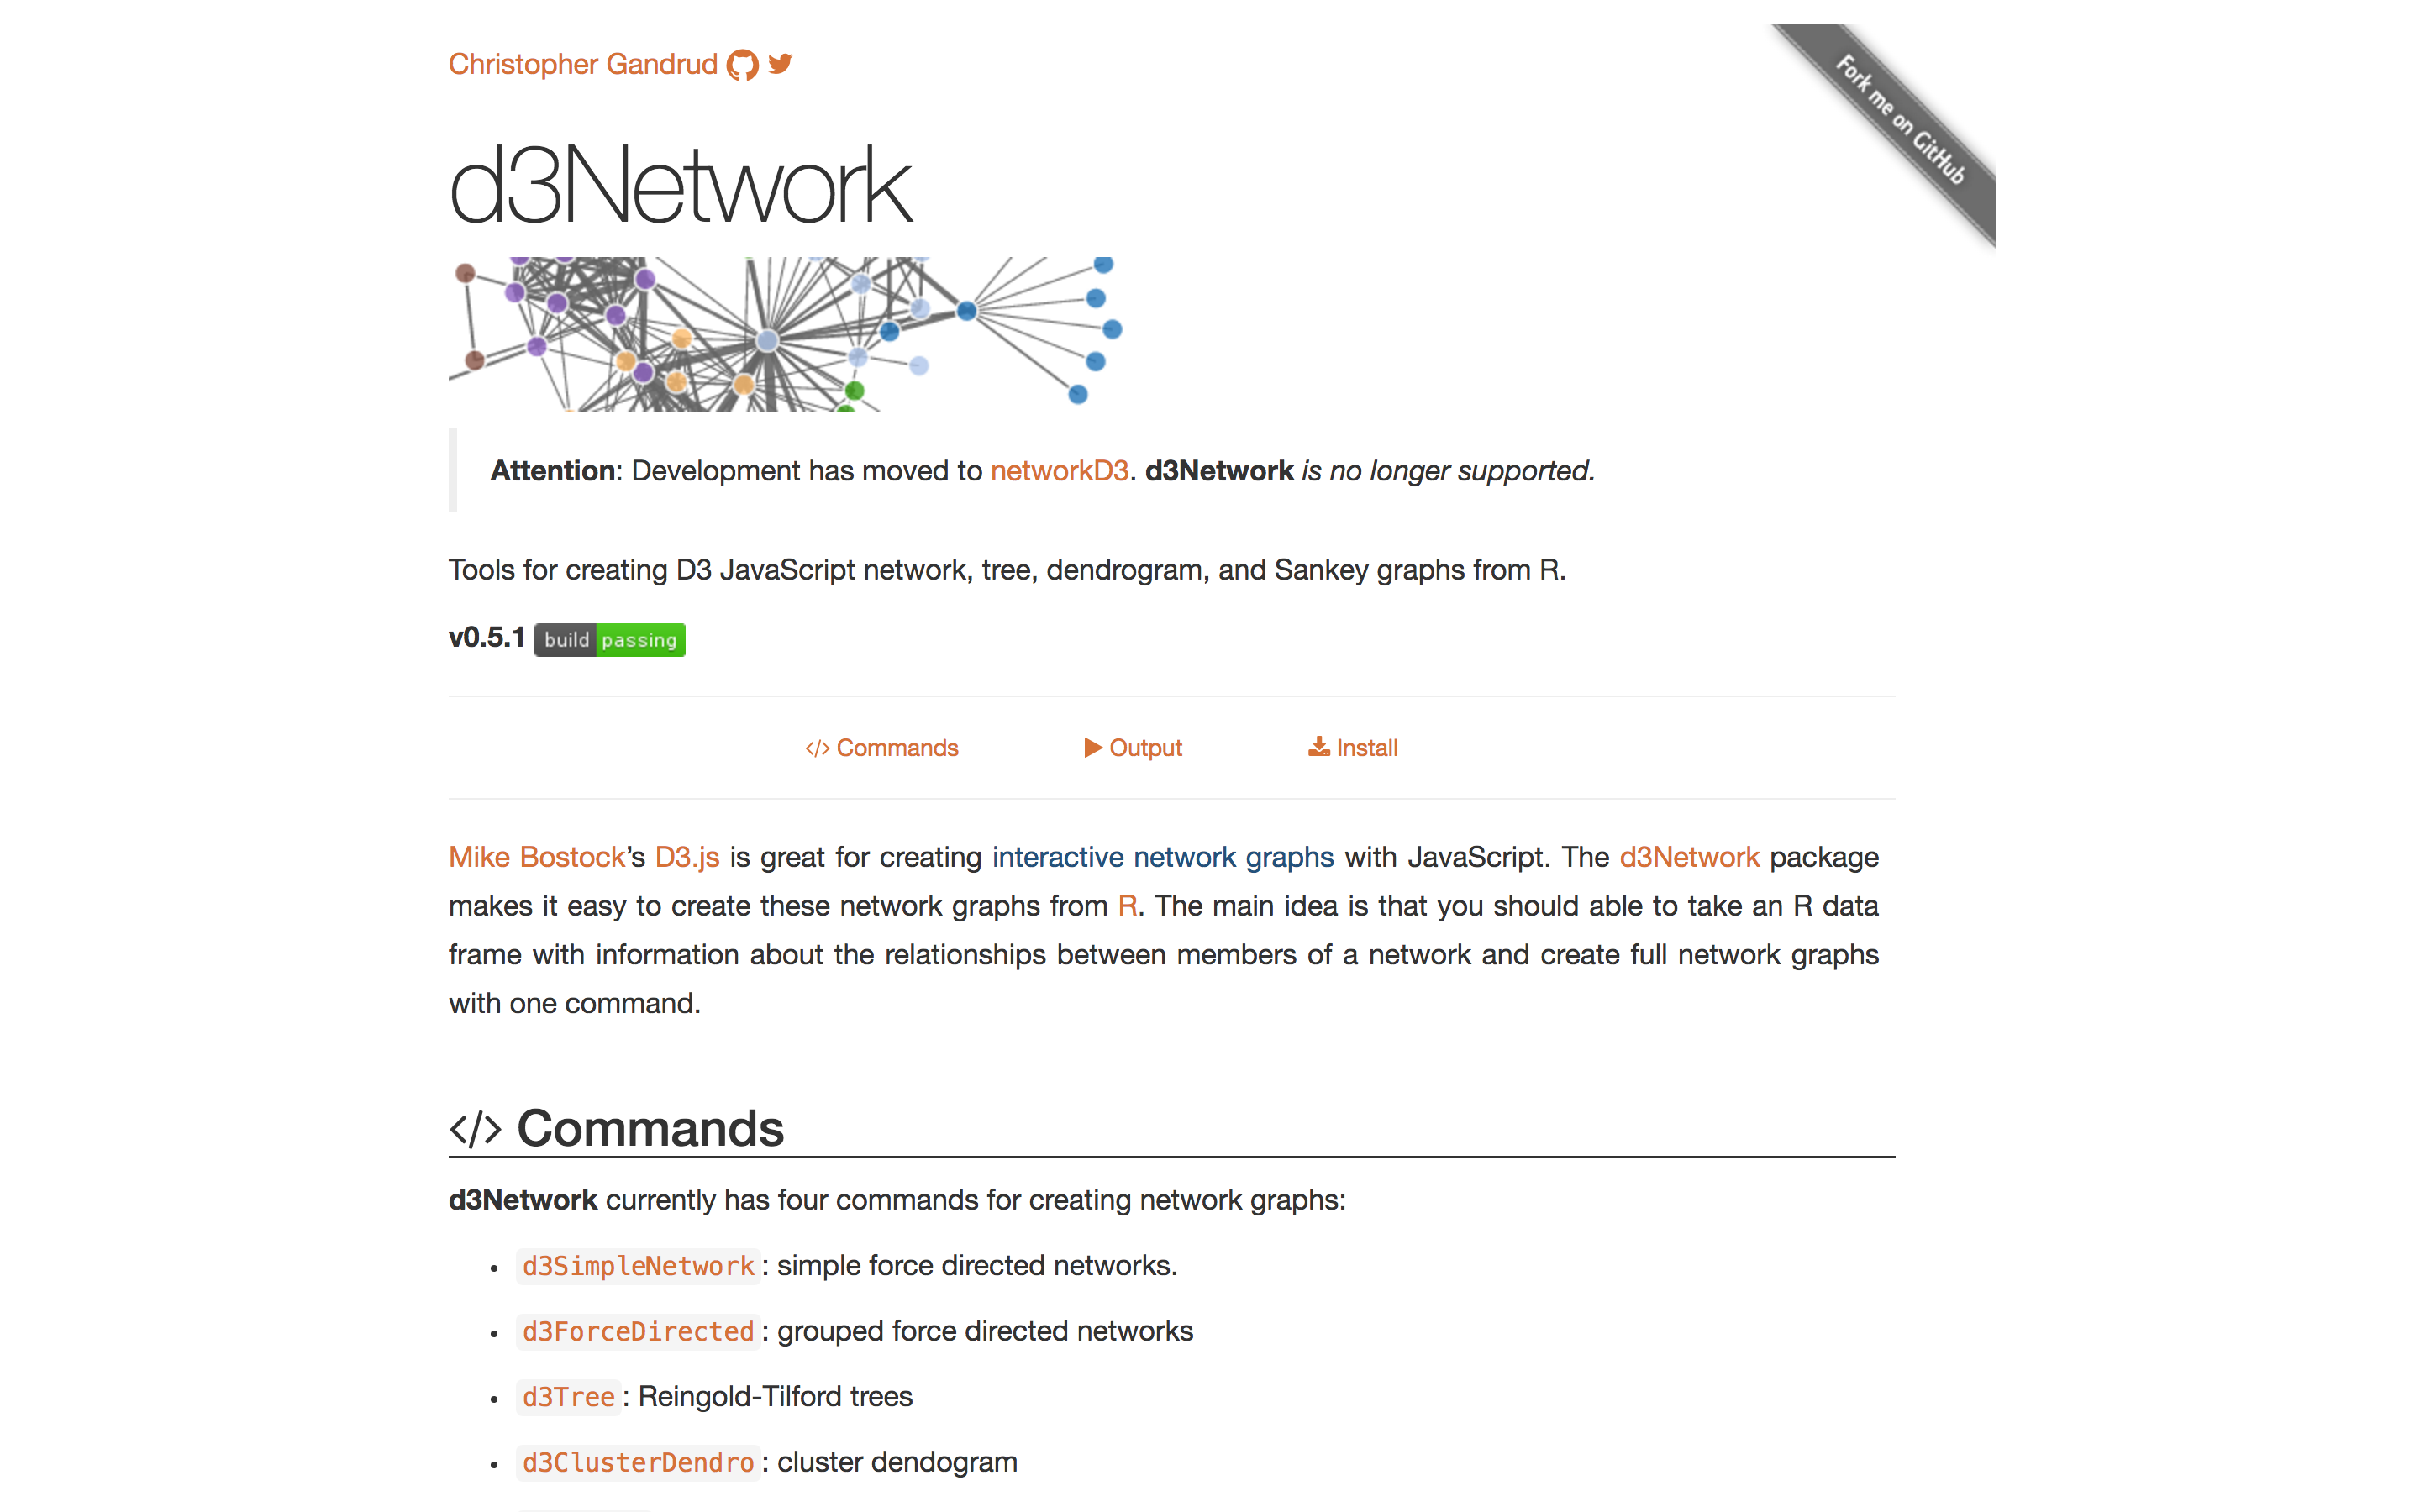 Christopher Gandrud
Fork me on GitHub
d3Network
Attention: Development has moved to networkD3. d3Network is no longer supported.
Tools for creating D3 JavaScript network, tree, dendrogram, and Sankey graphs from R.
v0.5.1 build passing
</> Commands Output Install
Mike Bostock’s D3.js is great for creating interactive network graphs with JavaScript. The d3Network package
makes it easy to create these network graphs from R. The main idea is that you should able to take an R data
frame with information about the relationships between members of a network and create full network graphs
with one command.
</> Commands
d3Network currently has four commands for creating network graphs:
• d3SimpleNetwork: simple force directed networks.
• d3ForceDirected: grouped force directed networks
• d3Tree: Reingold-Tilford trees
• d3ClusterDendro: cluster dendogram